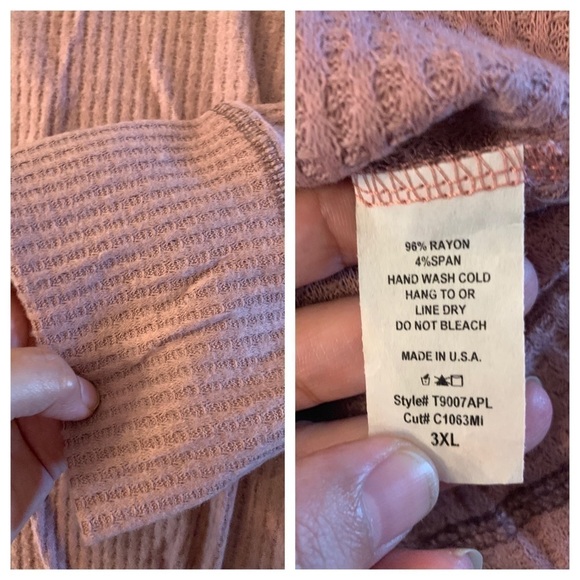 96% RAYON
4%SPAN
HAND WASH COLD
HANG TO OR
LINE DRY
DO NOT BLEACH
MADE IN U.S.A.
Style# T9007APL
Cut# C1063Mi
3XL